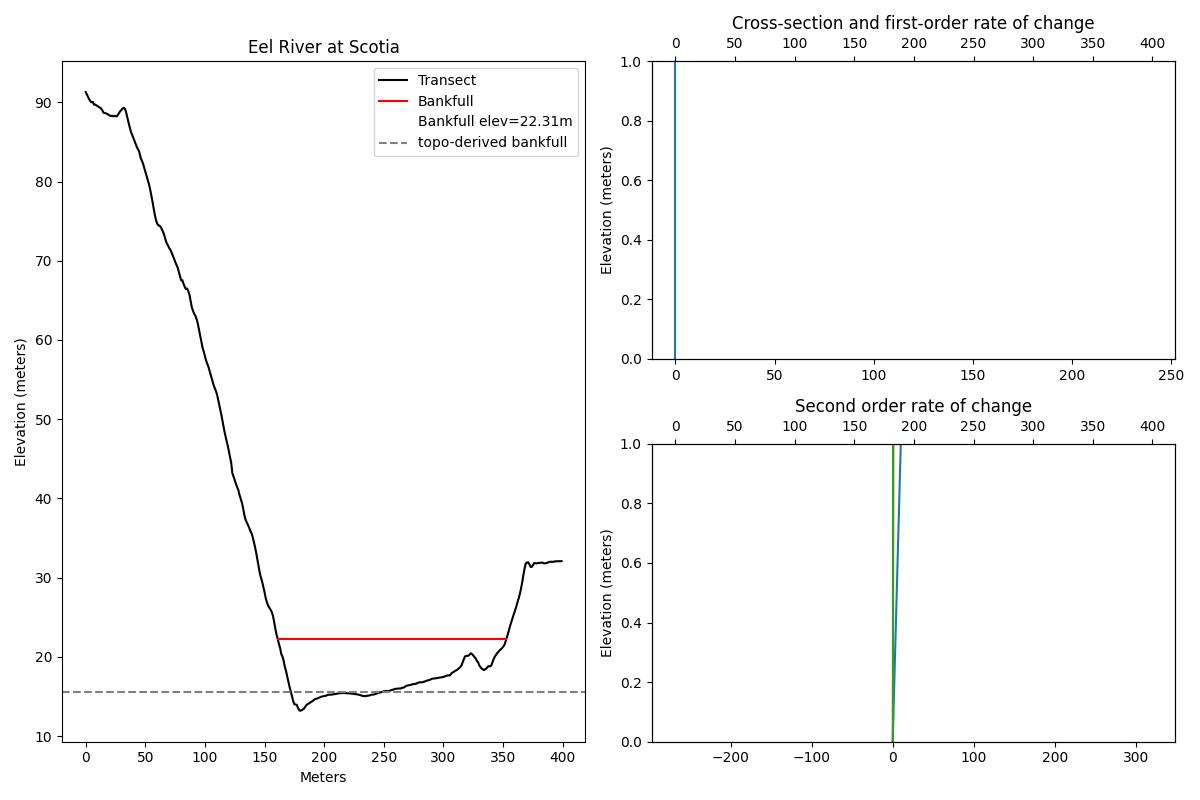 Eel River at Scotia
Transect
Bankfull
Bankfull elev=22.31m
topo-derived bankfull
90
80
70
60
50
40
30
20
10
Elevation (meters)
0 50 100 150 200 250 300 350 400
Meters
Cross-section and first-order rate of change
0 50 100 150 200 250 300 350 400
1.0
0.8
0.6
0.4
0.2
0.0
Elevation (meters)
0 50 100 150 200 250
Second order rate of change
0 50 100 150 200 250 300 350 400
1.0
0.8
0.6
0.4
0.2
0.0
Elevation (meters)
−200 −100 0 100 200 300